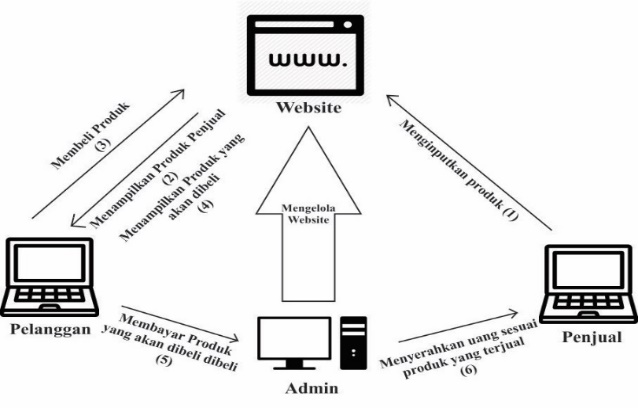 www.
Website
Membeli Produk
(3)
Menampilkan Produk Penjual
(2)
Menampilkan Produk yang
akan dibeli
(4)
Menginputkan produk (1)
Mengelola
Website
Pelanggan
Membayar Produk
yang akan dibeli dibeli
(5)
Admin
Menyerahkan uang sesuai
produk yang terjual
(6)
Penjual